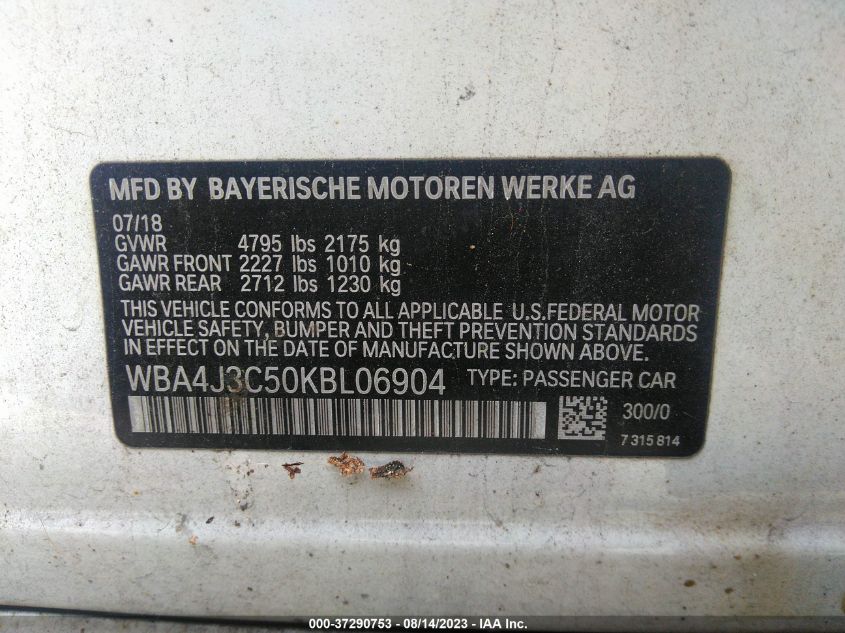 MFD BY BAYERISCHE MOTOREN WERKE AG
07/18
GVWR 4795 lbs 2175 kg
GAWR FRONT 2227 lbs 1010 kg
GAWR REAR 2712 lbs 1230 kg
THIS VEHICLE CONFORMS TO ALL APPLICABLE U.S.FEDERAL MOTOR
VEHICLE SAFETY, BUMPER AND THEFT PREVENTION STANDARDS
IN EFFECT ON THE DATE OF MANUFACTURE SHOWN ABOVE.
WBA4J3C50KBL06904 TYPE: PASSENGER CAR
300/0
7 315 814
000-37290753 - 08/14/2023 - IAA Inc.